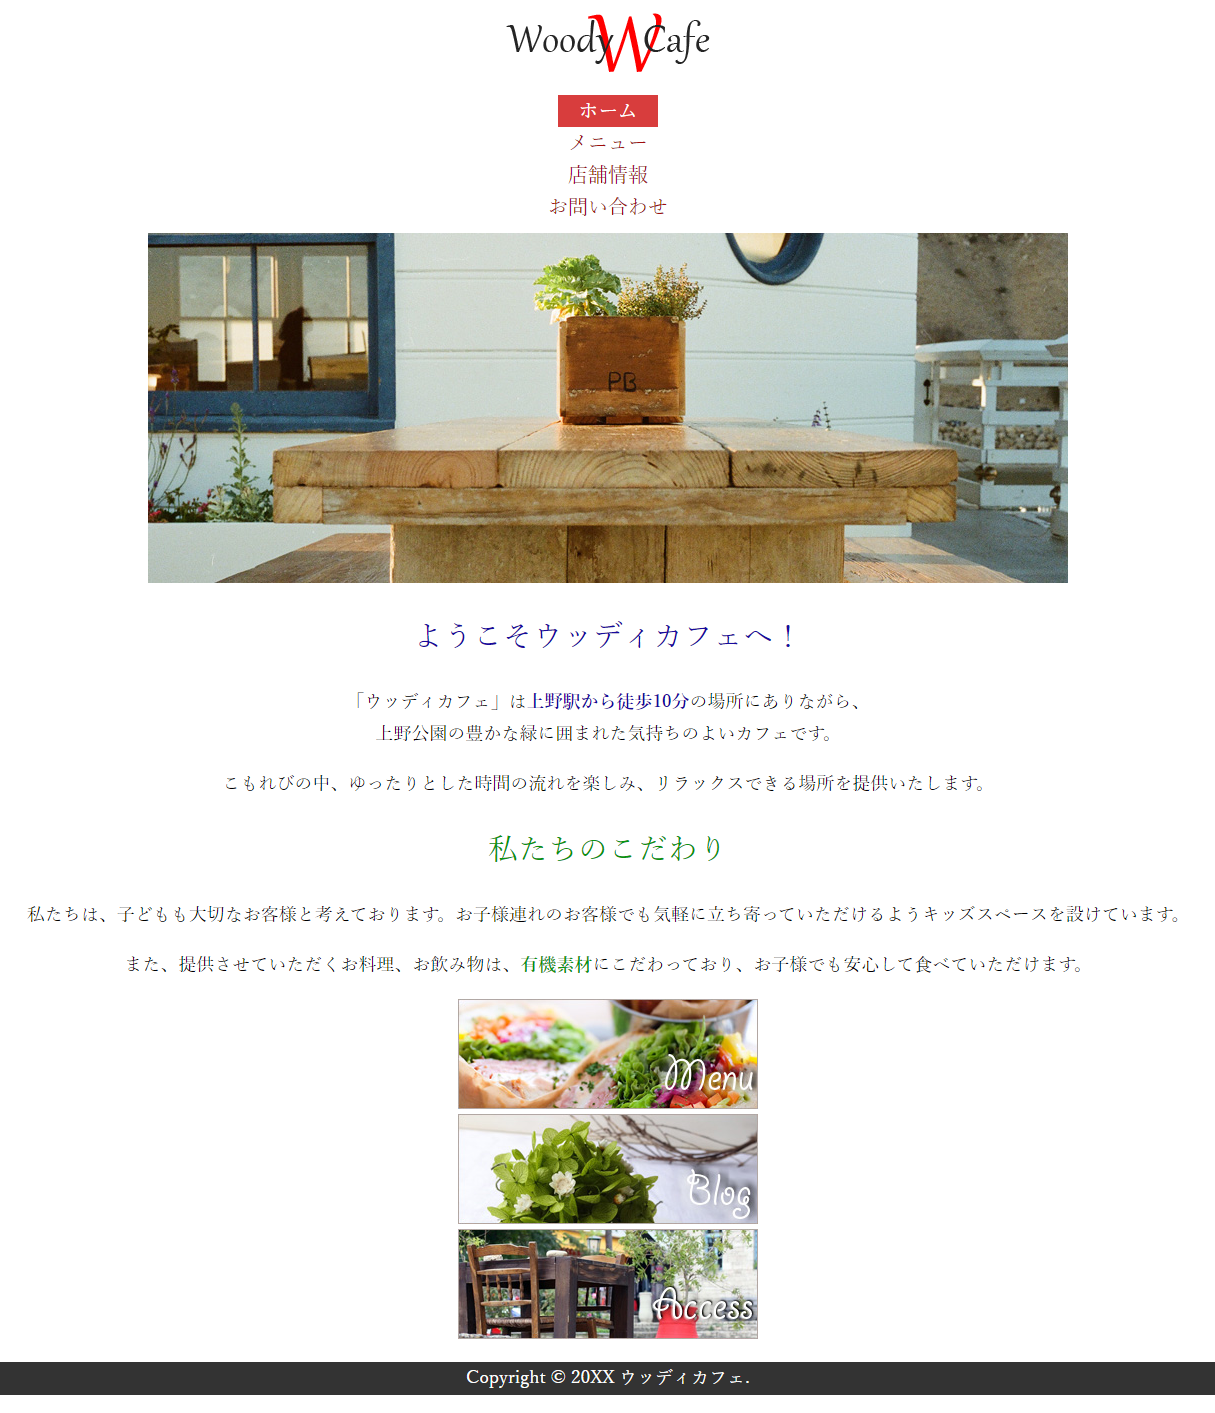 Woody W Cafe
ホーム
メニュー
店舗情報
お問い合わせ
PB
ようこそウッディカフェへ！
「ウッディカフェ」は上野駅から徒歩10分の場所にありながら、
上野公園の豊かな緑に囲まれた気持ちのよいカフェです。
こもれびの中、ゆったりとした時間の流れを楽しみ、リラックスできる場所を提供いたします。
私たちのこだわり
私たちは、子どもも大切なお客様と考えております。お子様連れのお客様でも気軽に立ち寄っていただけるようキッズスペースを設けています。
また、提供させていただくお料理、お飲み物は、有機素材にこだわっており、お子様でも安心して食べていただけます。
Menu
Blog
Access
Copyright © 20XX ウッディカフェ.